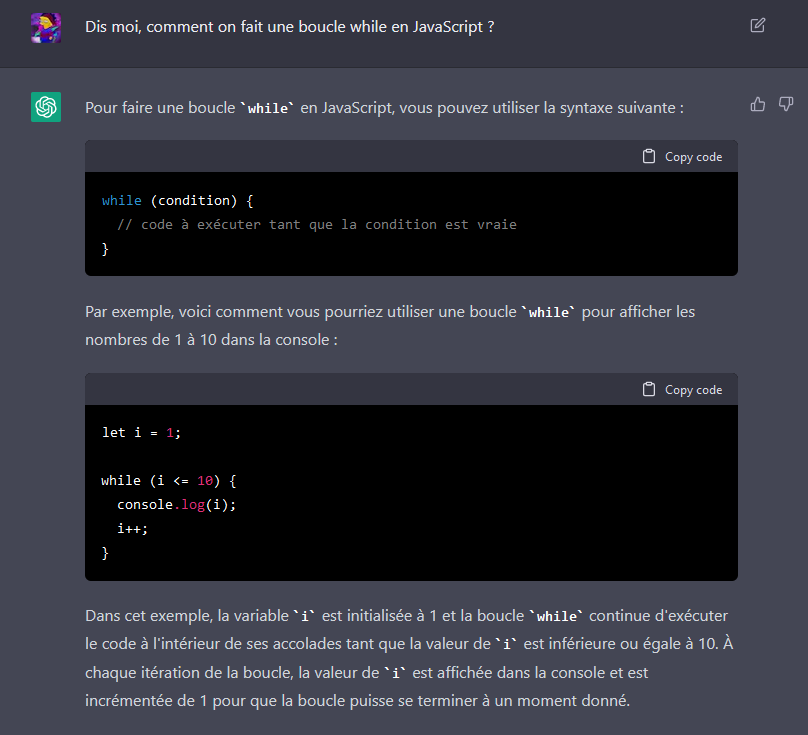 Dis moi, comment on fait une boucle while en JavaScript ?
Pour faire une boucle `while` en JavaScript, vous pouvez utiliser la syntaxe suivante :
Copy code
while (condition) {
  // code à exécuter tant que la condition est vraie
}
Par exemple, voici comment vous pourriez utiliser une boucle `while` pour afficher les
nombres de 1 à 10 dans la console :
Copy code
let i = 1;
while (i <= 10) {
  console.log(i);
  i++;
}
Dans cet exemple, la variable `i` est initialisée à 1 et la boucle `while` continue d'exécuter
le code à l'intérieur de ses accolades tant que la valeur de `i` est inférieure ou égale à 10. À
chaque itération de la boucle, la valeur de `i` est affichée dans la console et est
incrémentée de 1 pour que la boucle puisse se terminer à un moment donné.